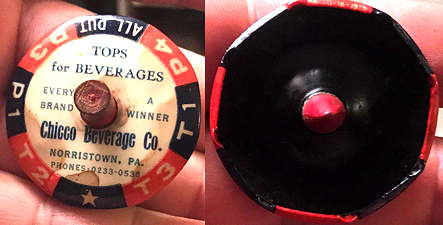 ALL PUT
P4
T1
T3
T2
P1
P3
TOPS
for BEVERAGES
EVERY A
BRAND WINNER
Chicco Beverage Co.
NORRISTOWN, PA.
PHONES:0233-0536